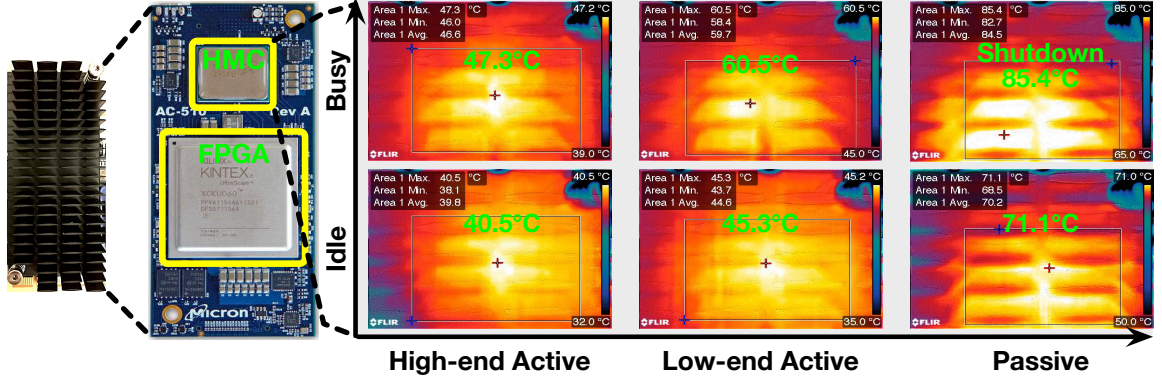 HMC
AC-510
Rev A
FPGA
KINTEX
UltraScale
XCKU060
Micron
Busy
Idle
Area 1 Max. 47.3 °C
Area 1 Min. 46.0
Area 1 Avg. 46.6
47.2 °C
47.3°C
FLIR
39.0 °C
Area 1 Max. 60.5 °C
Area 1 Min. 58.4
Area 1 Avg. 59.7
60.5 °C
60.5°C
45.0 °C
Area 1 Max. 85.4 °C
Area 1 Min. 82.7
Area 1 Avg. 84.5
85.0 °C
Shutdown
85.4°C
FLIR
65.0 °C
Area 1 Max. 40.5 °C
Area 1 Min. 38.1
Area 1 Avg. 39.8
40.5 °C
40.5°C
FLIR
32.0 °C
Area 1 Max. 45.3 °C
Area 1 Min. 43.7
Area 1 Avg. 44.6
45.2 °C
45.3°C
FLIR
35.0 °C
Area 1 Max. 71.1 °C
Area 1 Min. 68.5
Area 1 Avg. 70.2
71.0 °C
71.1°C
FLIR
50.0 °C
High-end Active
Low-end Active
Passive